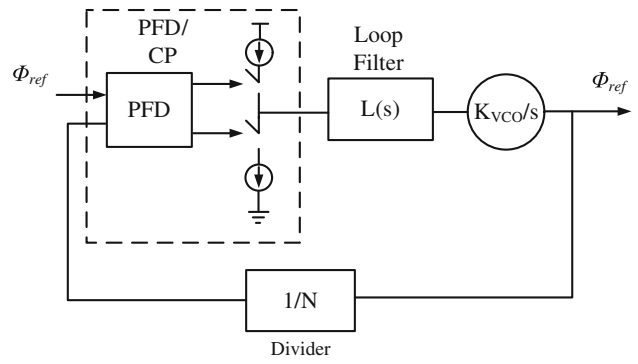 PFD/
CP
Φref
PFD
Loop
Filter
L(s)
KVCO/s
Φref
1/N
Divider